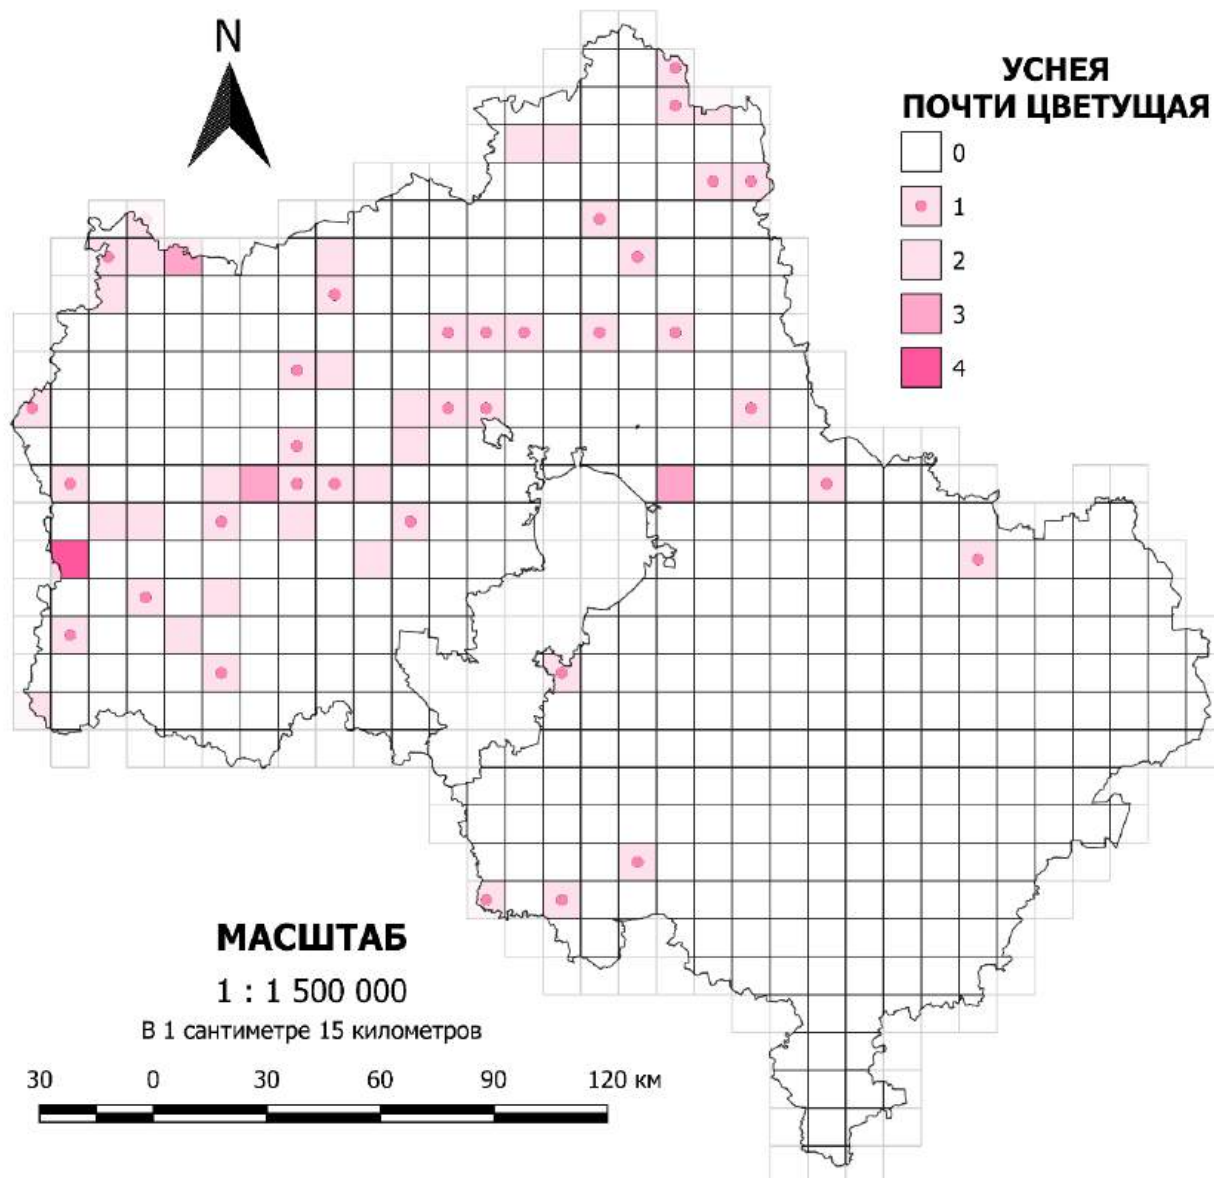 N
УСНЕЯ
ПОЧТИ ЦВЕТУЩАЯ
0
1
2
3
4
МАСШТАБ
1 : 1 500 000
В 1 сантиметре 15 километров
30 0 30 60 90 120 км